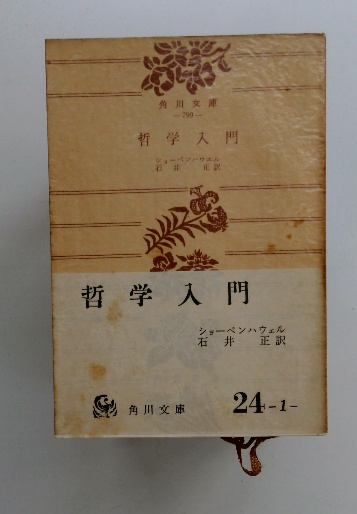 角川文庫
—790—
哲学入門
ショーペンハウエル
石井 正訳
哲学入門
ショーペンハウェル
石井 正訳
角川文庫
24-1-